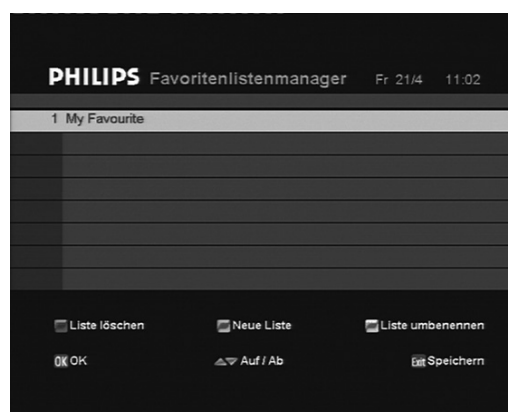 PHILIPS Favoritenlistenmanager Fr 21/4 11:02
1 My Favourite
Liste löschen Neue Liste Liste umbenennen
OK OK Auf / Ab Exit Speichern